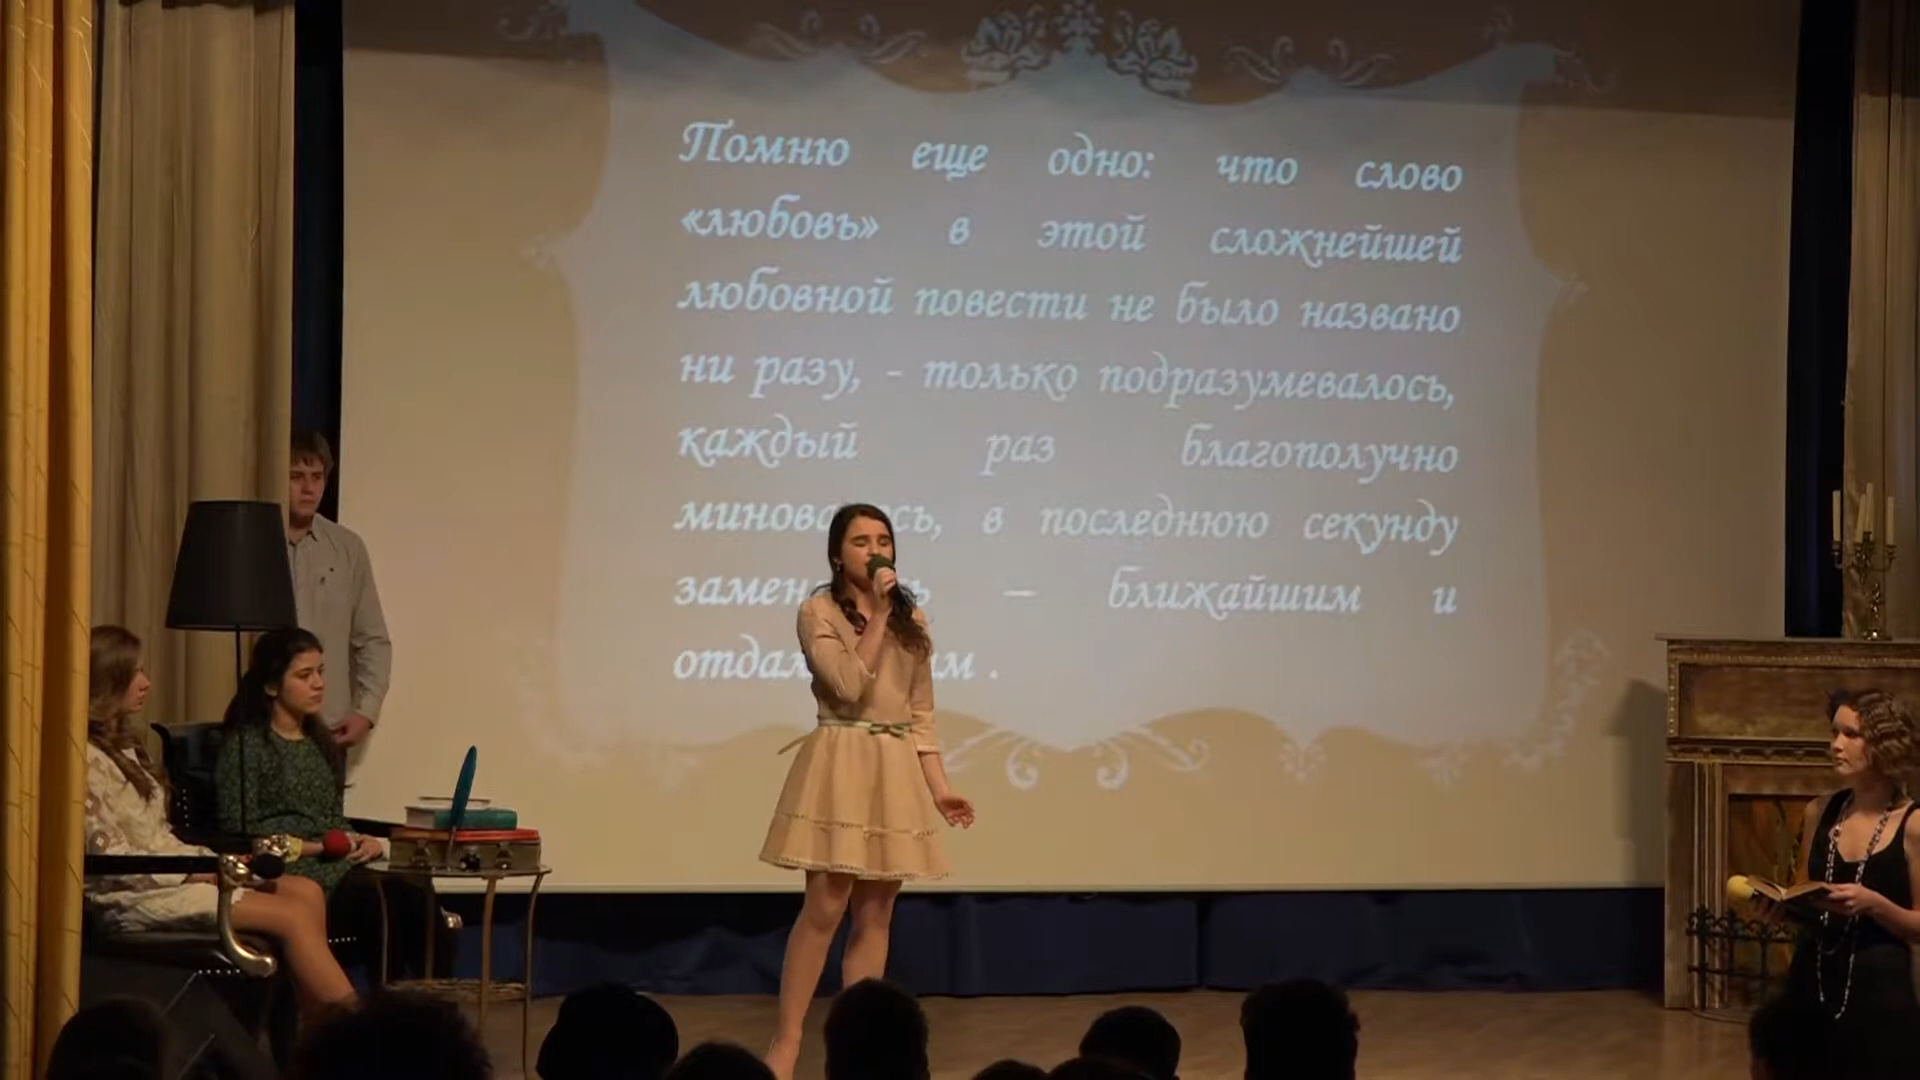 Помню еще одно: что слово
«любовь» в этой сложнейшей
любовной повести не было названо
ни разу, - только подразумевалось,
каждый раз благополучно
в последнюю секунду
– ближайшим и